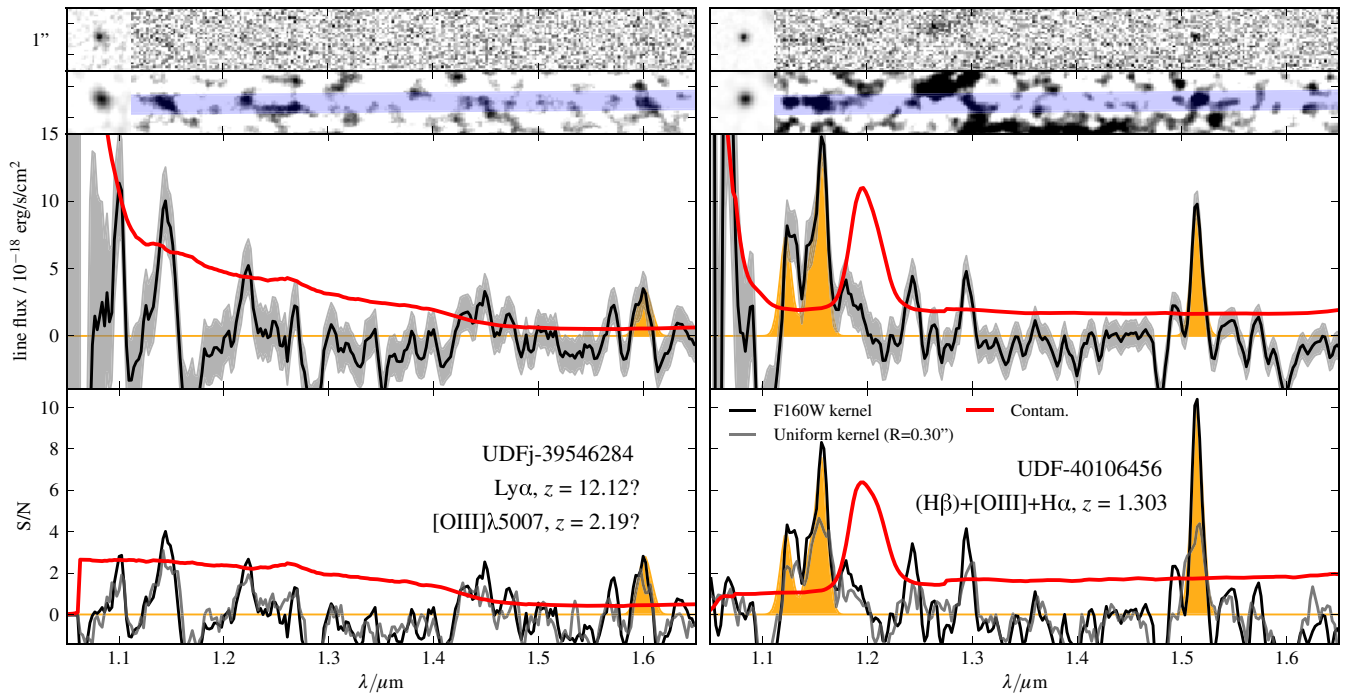 1”
15
10
5
0
line flux / 10⁻¹⁸ erg/s/cm²
10
8
6
4
2
0
S/N
UDFj-39546284
Lyα, z = 12.12?
[OIII]λ5007, z = 2.19?
1.1 1.2 1.3 1.4 1.5 1.6
λ/μm
F160W kernel
Contam.
Uniform kernel (R=0.30”)
UDF-40106456
(Hβ)+[OIII]+Hα, z = 1.303
1.1 1.2 1.3 1.4 1.5 1.6
λ/μm